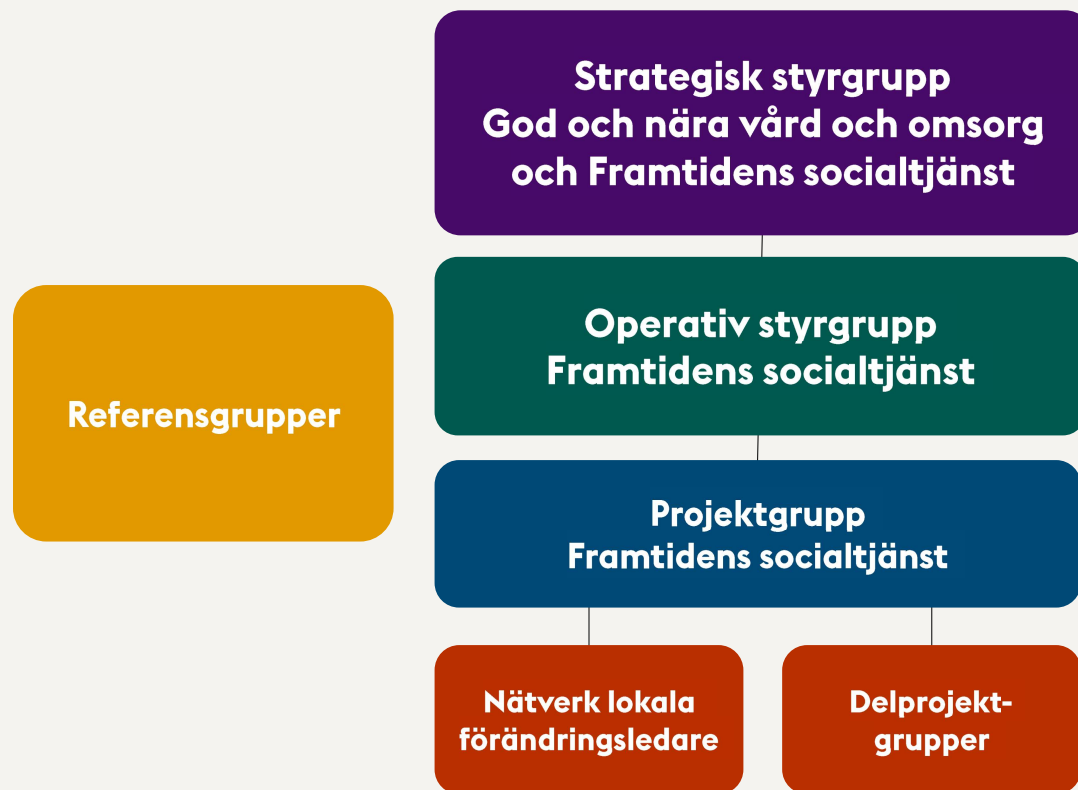 Strategisk styrgrupp
God och nära vård och omsorg
och Framtidens socialtjänst
Operativ styrgrupp
Framtidens socialtjänst
Referensgrupper
Projektgrupp
Framtidens socialtjänst
Nätverk lokala
förändringsledare
Delprojekt-
grupper